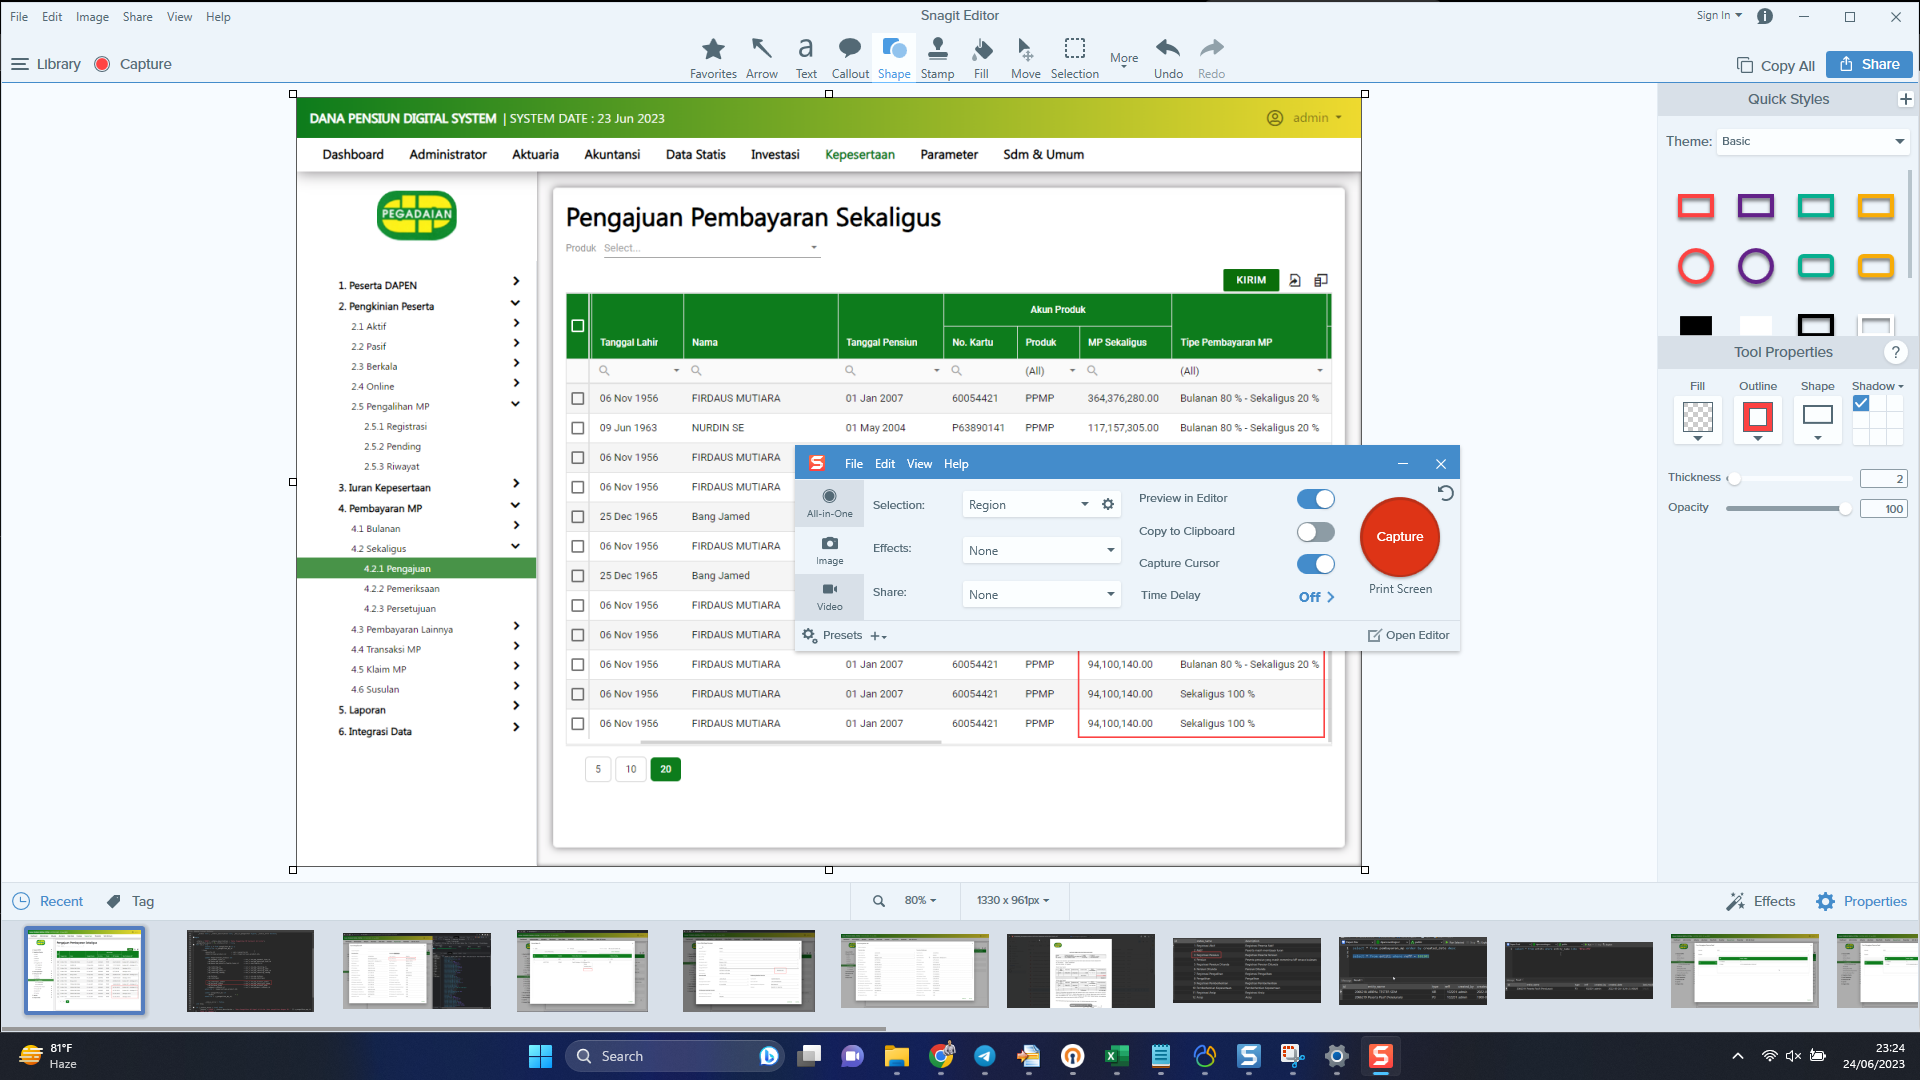 File Edit Image Share View Help
Snagit Editor
Sign In
Library Capture
Favorites Arrow Text Callout Shape Stamp Fill Move Selection More Undo Redo
Copy All Share
DANA PENSIUN DIGITAL SYSTEM | SYSTEM DATE : 23 Jun 2023
admin
Dashboard Administrator Aktuaria Akuntansi Data Statis Investasi Kepesertaan Parameter Sdm & Umum
PEGADAIAN
1. Peserta DAPEN
2. Pengkinian Peserta
2.1 Aktif
2.2 Pasif
2.3 Berkala
2.4 Online
2.5 Pengalihan MP
2.5.1 Registrasi
2.5.2 Pending
2.5.3 Riwayat
3. Iuran Kepesertaan
4. Pembayaran MP
4.1 Bulanan
4.2 Sekaligus
4.2.1 Pengajuan
4.2.2 Pemeriksaan
4.2.3 Persetujuan
4.3 Pembayaran Lainnya
4.4 Transaksi MP
4.5 Klaim MP
4.6 Susulan
5. Laporan
6. Integrasi Data
Pengajuan Pembayaran Sekaligus
Produk Select...
KIRIM
Akun Produk
Tanggal Lahir Nama Tanggal Pensiun No. Kartu Produk MP Sekaligus Tipe Pembayaran MP
(All) (All)
06 Nov 1956 FIRDAUS MUTIARA 01 Jan 2007 60054421 PPMP 364,376,280.00 Bulanan 80 % - Sekaligus 20 %
09 Jun 1963 NURDIN SE 01 May 2004 P63890141 PPMP 117,157,305.00 Bulanan 80 % - Sekaligus 20 %
06 Nov 1956 FIRDAUS MUTIARA
06 Nov 1956 FIRDAUS MUTIARA
25 Dec 1965 Bang Jamed
06 Nov 1956 FIRDAUS MUTIARA
25 Dec 1965 Bang Jamed
06 Nov 1956 FIRDAUS MUTIARA
06 Nov 1956 FIRDAUS MUTIARA
06 Nov 1956 FIRDAUS MUTIARA 01 Jan 2007 60054421 PPMP 94,100,140.00 Bulanan 80 % - Sekaligus 20 %
06 Nov 1956 FIRDAUS MUTIARA 01 Jan 2007 60054421 PPMP 94,100,140.00 Sekaligus 100 %
06 Nov 1956 FIRDAUS MUTIARA 01 Jan 2007 60054421 PPMP 94,100,140.00 Sekaligus 100 %
5 10 20
File Edit View Help
All-in-One
Image
Video
Selection: Region
Effects: None
Share: None
Preview in Editor
Copy to Clipboard
Capture Cursor
Time Delay Off
Capture
Print Screen
Presets
Open Editor
Quick Styles
Theme: Basic
Tool Properties ?
Fill Outline Shape Shadow
Thickness 2
Opacity 100
Recent Tag
80% 1330 x 961px
Effects Properties
81°F
Haze
Search
23:24
24/06/2023